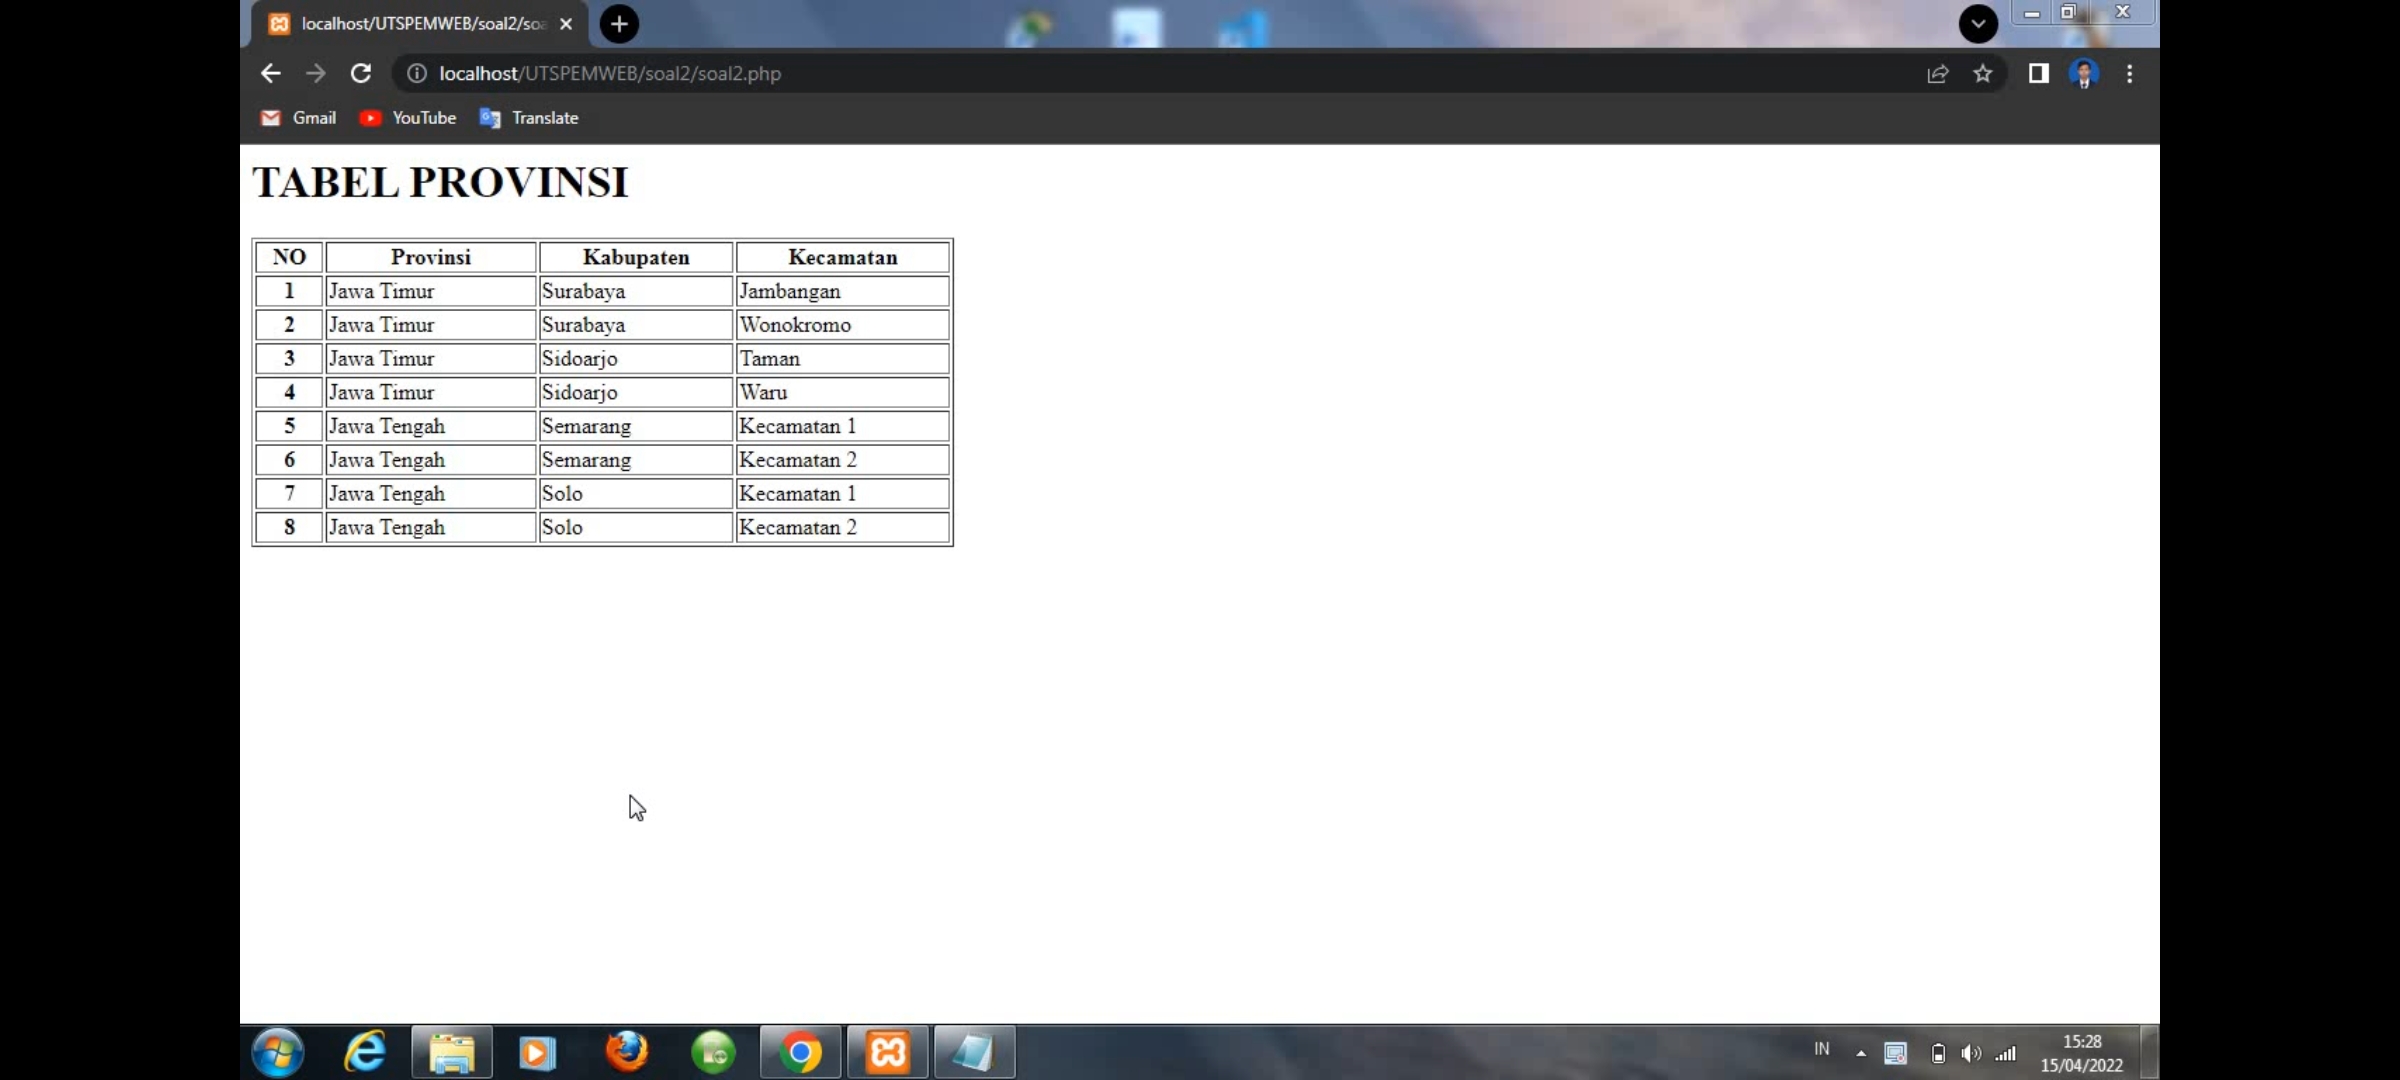 localhost/UTSPEMWEB/soal2/soa
localhost/UTSPEMWEB/soal2/soal2.php
Gmail YouTube Translate
TABEL PROVINSI
NO Provinsi Kabupaten Kecamatan
1 Jawa Timur Surabaya Jambangan
2 Jawa Timur Surabaya Wonokromo
3 Jawa Timur Sidoarjo Taman
4 Jawa Timur Sidoarjo Waru
5 Jawa Tengah Semarang Kecamatan 1
6 Jawa Tengah Semarang Kecamatan 2
7 Jawa Tengah Solo Kecamatan 1
8 Jawa Tengah Solo Kecamatan 2
IN 15:28
15/04/2022